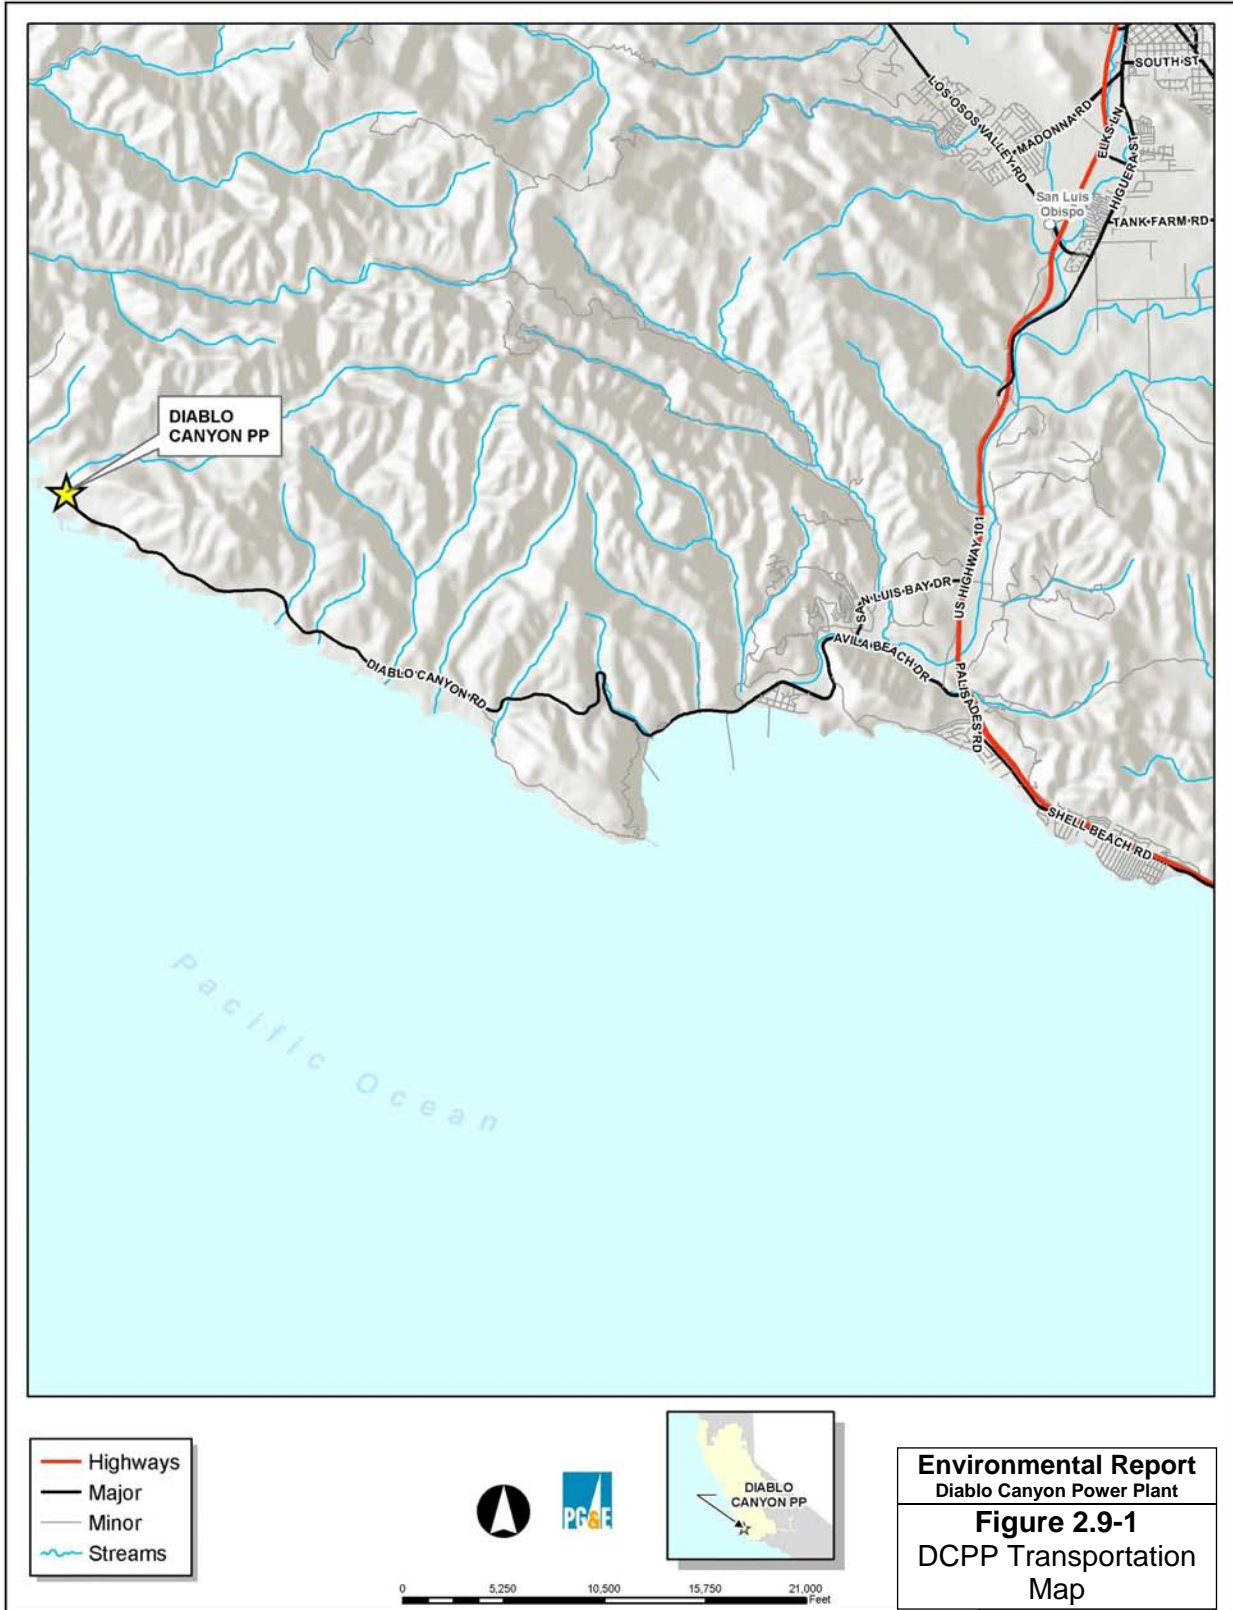 SOUTH ST
LOS OSOS VALLEY RD
MADONNA RD
ELKS LN
HIGUERA ST
San Luis
Obispo
TANK FARM RD
DIABLO
CANYON PP
US HIGHWAY 101
SAN LUIS BAY DR
AVILA BEACH DR
DIABLO CANYON RD
PALISADES RD
SHELL BEACH RD
Pacific Ocean
Highways
Major
Minor
Streams
PG&E
DIABLO
CANYON PP
0 5,250 10,500 15,750 21,000
Feet
Environmental Report
Diablo Canyon Power Plant
Figure 2.9-1
DCPP Transportation
Map